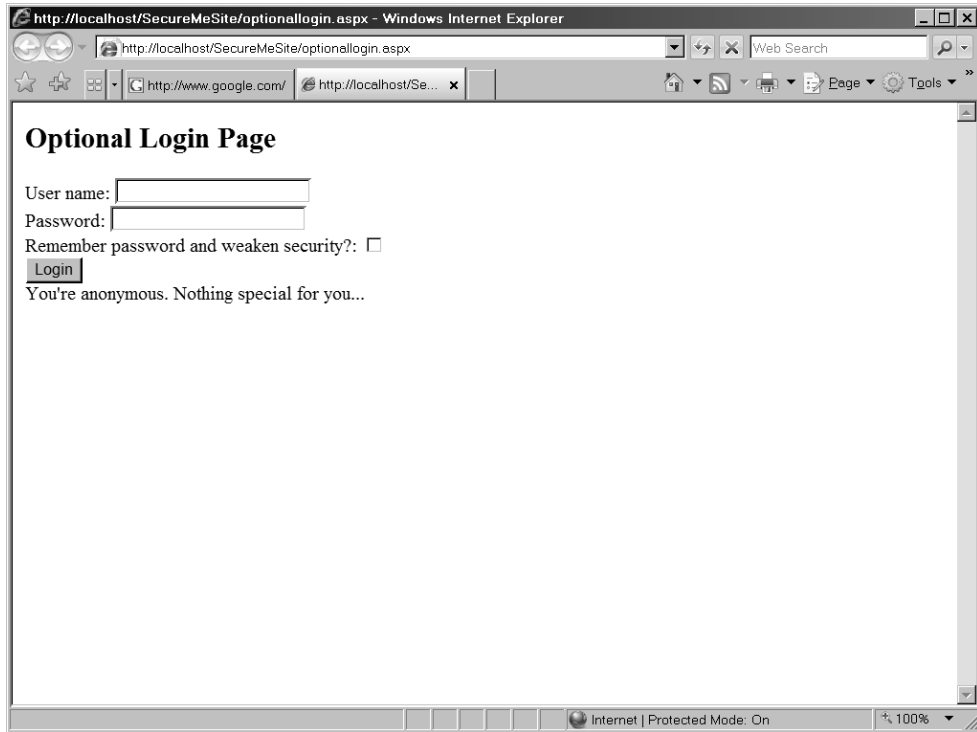 http://localhost/SecureMeSite/optionallogin.aspx - Windows Internet Explorer
http://localhost/SecureMeSite/optionallogin.aspx Web Search
http://www.google.com/ http://localhost/Se... Page Tools »
Optional Login Page
User name:
Password:
Remember password and weaken security?:
Login
You're anonymous. Nothing special for you...
Internet | Protected Mode: On 100%